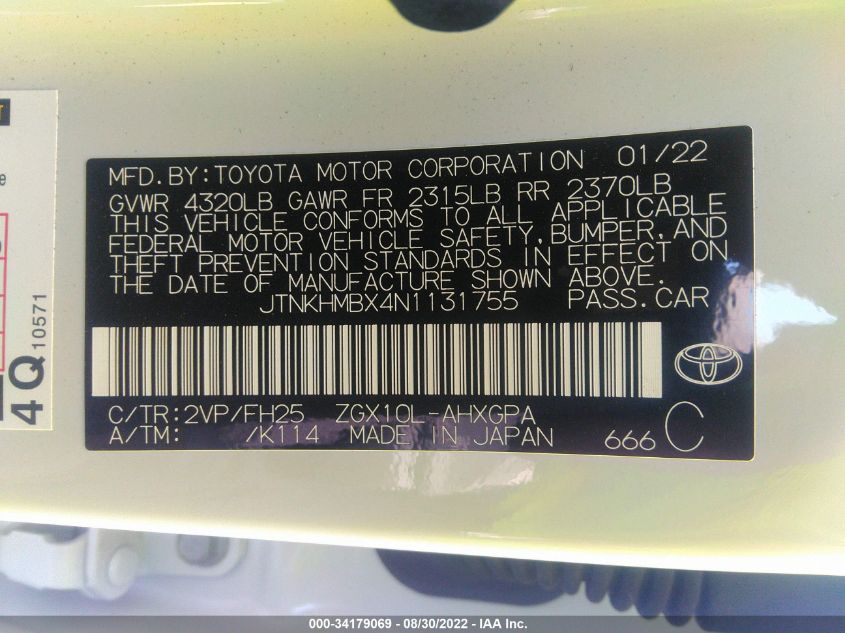 MFD.BY:TOYOTA MOTOR CORPORATION 01/22
GVWR 4320LB GAWR FR 2315LB RR 2370LB
THIS VEHICLE CONFORMS TO ALL APPLICABLE
FEDERAL MOTOR VEHICLE SAFETY, BUMPER, AND
THEFT PREVENTION STANDARDS IN EFFECT ON
THE DATE OF MANUFACTURE SHOWN ABOVE.
JTNKHMBX4N1131755 PASS.CAR
C/TR:2VP/FH25 ZGX10L-AHXGPA
A/TM: /K114 MADE IN JAPAN 666 C
4Q 10571
000-34179069 - 08/30/2022 - IAA Inc.